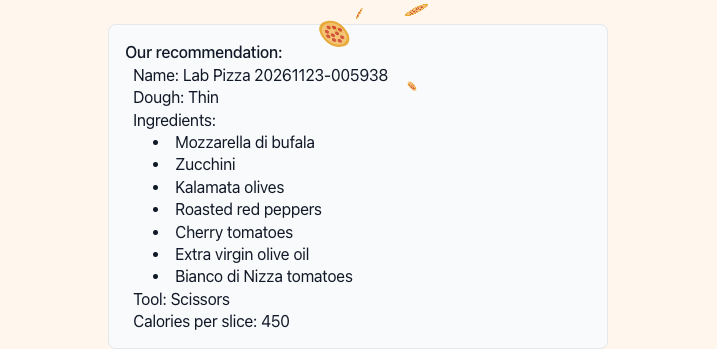 Our recommendation:
Name: Lab Pizza 20261123-005938
Dough: Thin
Ingredients:
• Mozzarella di bufala
• Zucchini
• Kalamata olives
• Roasted red peppers
• Cherry tomatoes
• Extra virgin olive oil
• Bianco di Nizza tomatoes
Tool: Scissors
Calories per slice: 450